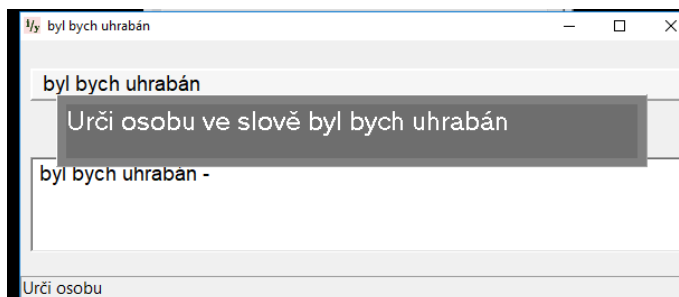 I/y byl bych uhrabán
byl bych uhrabán
Urči osobu ve slově byl bych uhrabán
byl bych uhrabán -
Urči osobu